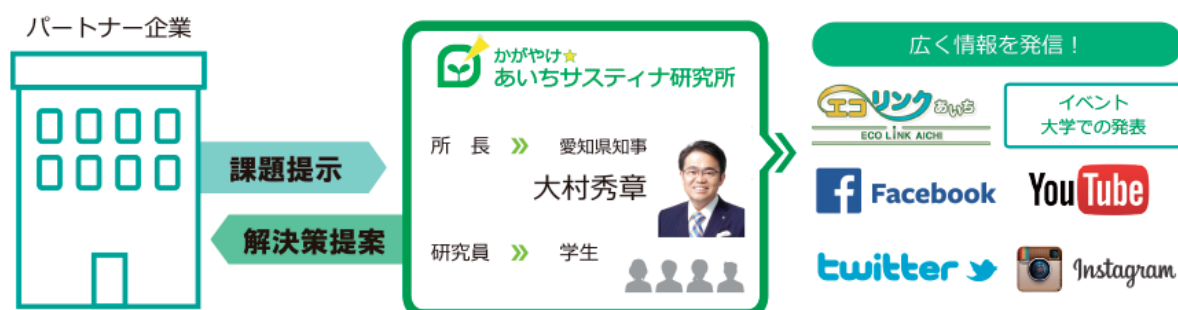 パートナー企業
課題提示
解決策提案
かがやけ★
あいちサスティナ研究所
所　長 》 愛知県知事
大村秀章
研究員 》 学生
広く情報を発信！
エコリンクあいち
ECO LiNK AICHI
イベント
大学での発表
Facebook
YouTube
twitter
Instagram